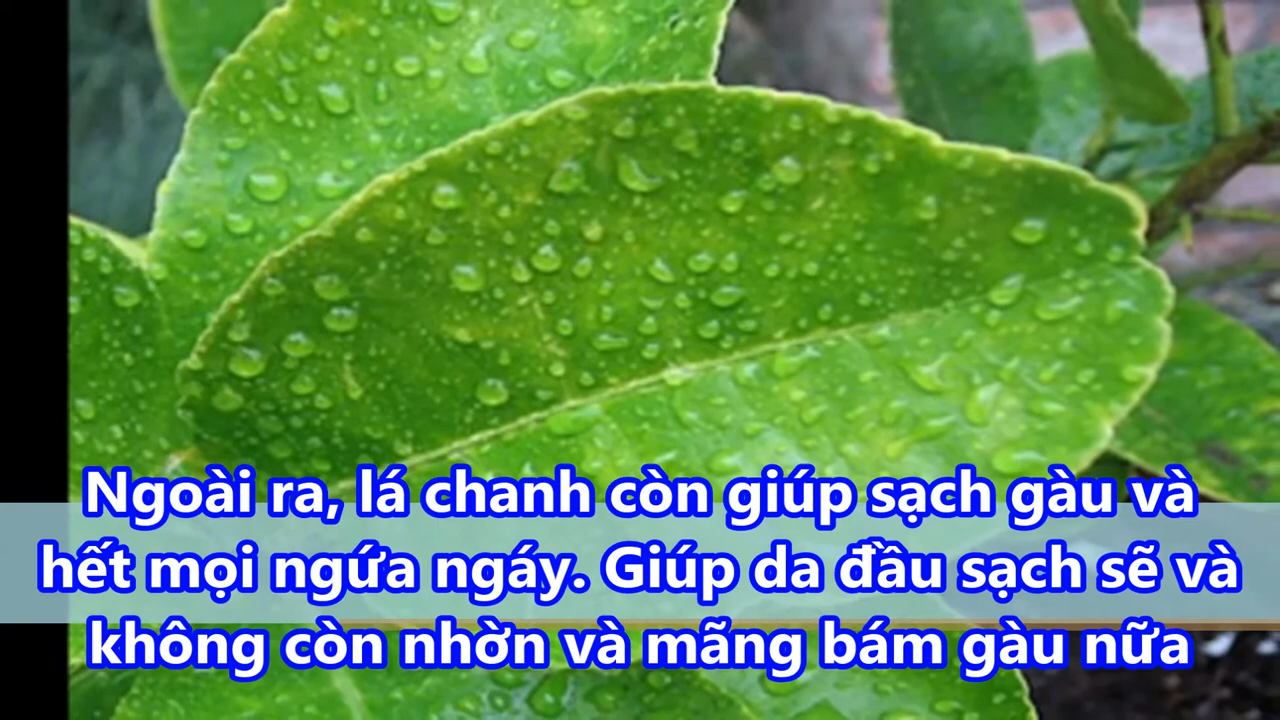 Ngoài ra, lá chanh còn giúp sạch gàu và
hết mọi ngứa ngáy. Giúp da đầu sạch sẽ và
không còn nhờn và mãng bám gàu nữa